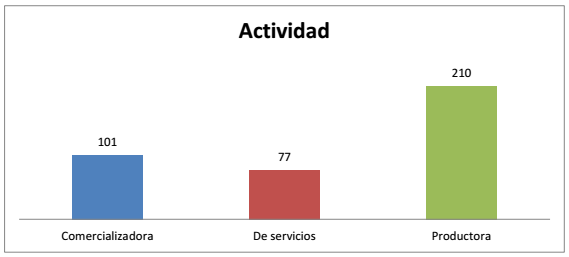 Actividad
210
101
77
Comercializadora
De servicios
Productora